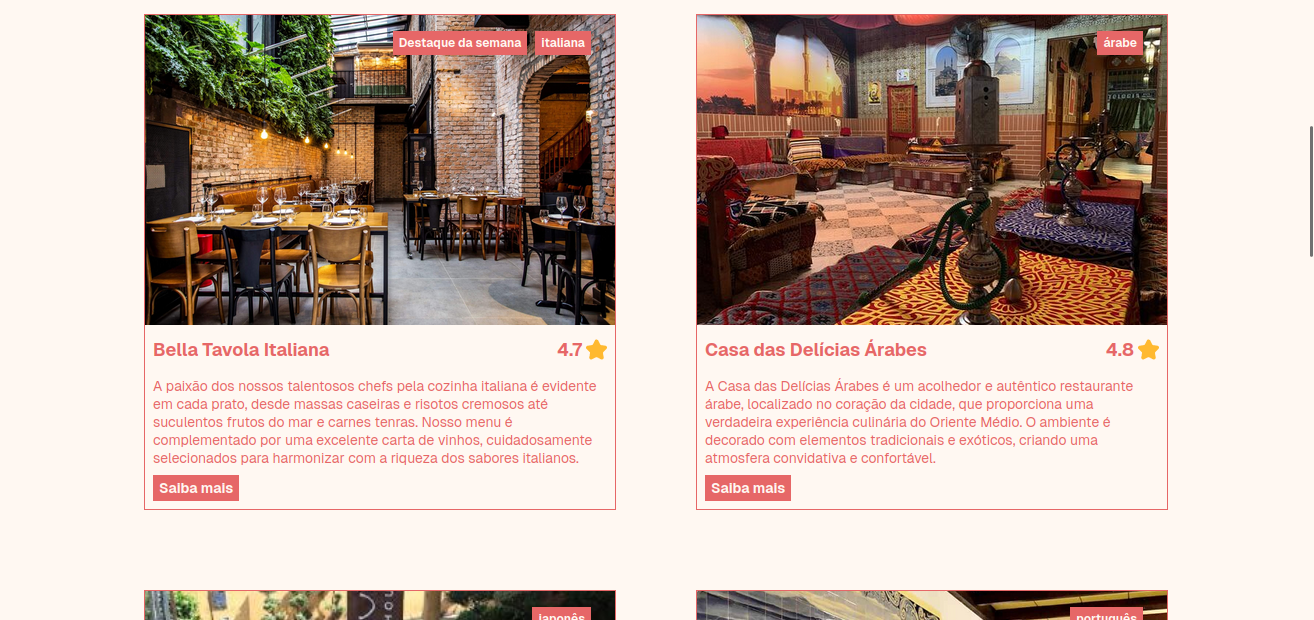 Destaque da semana
italiana
árabe
Bella Tavola Italiana
4.7
A paixão dos nossos talentosos chefs pela cozinha italiana é evidente
em cada prato, desde massas caseiras e risotos cremosos até
suculentos frutos do mar e carnes tenras. Nosso menu é
complementado por uma excelente carta de vinhos, cuidadosamente
selecionados para harmonizar com a riqueza dos sabores italianos.
Saiba mais
Casa das Delícias Árabes
4.8
A Casa das Delícias Árabes é um acolhedor e autêntico restaurante
árabe, localizado no coração da cidade, que proporciona uma
verdadeira experiência culinária do Oriente Médio. O ambiente é
decorado com elementos tradicionais e exóticos, criando uma
atmosfera convidativa e confortável.
Saiba mais
japonês
português